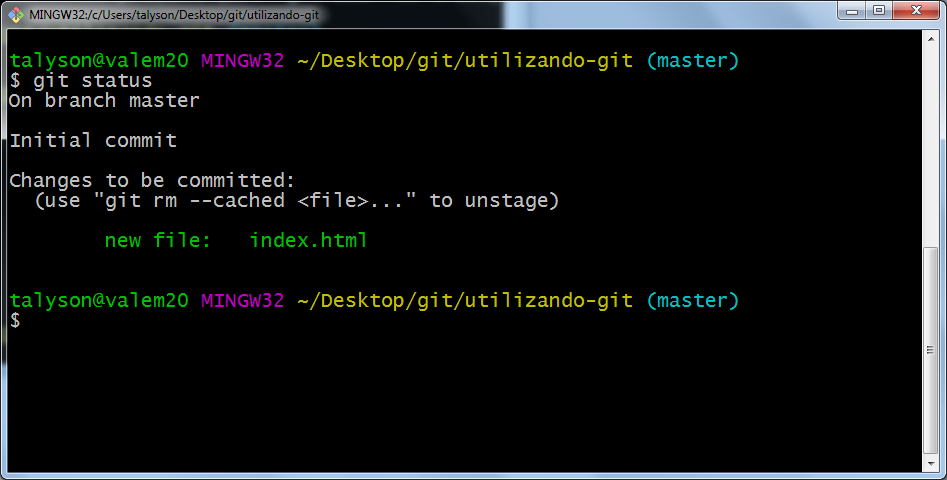 MINGW32:/c/Users/talyson/Desktop/git/utilizando-git
talyson@valem20 MINGW32 ~/Desktop/git/utilizando-git (master)
$ git status
On branch master
Initial commit
Changes to be committed:
  (use "git rm --cached <file>..." to unstage)
        new file:   index.html
talyson@valem20 MINGW32 ~/Desktop/git/utilizando-git (master)
$